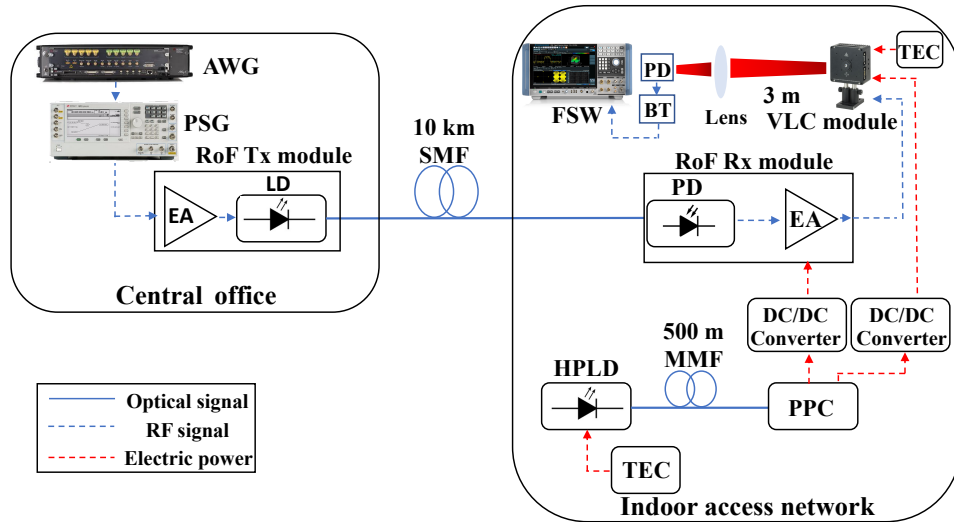 AWG
PSG
RoF Tx module
EA
LD
Central office
10 km
SMF
FSW
PD
BT
Lens
3 m
VLC module
TEC
RoF Rx module
PD
EA
DC/DC
Converter
DC/DC
Converter
500 m
MMF
HPLD
PPC
TEC
Indoor access network
Optical signal
RF signal
Electric power